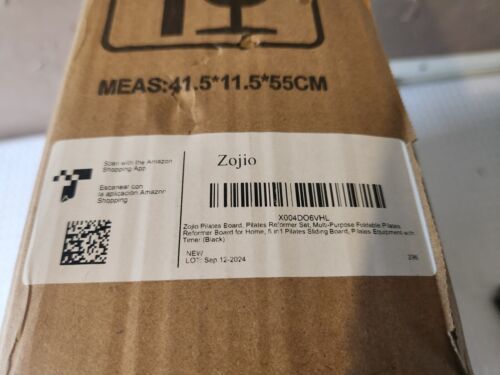 MEAS:41.5*11.5*55CM
Scan with the Amazon
Shopping App
Escanear con
la aplicación Amazon
Shopping
Zojio
X004DO6VHL
Zojio Pilates Board, Pilates Reformer Set, Multi-Purpose Foldable Pilates
Reformer Board for Home, 5 in1 Pilates Sliding Board, Pilates Equipment with
Timer (Black)
NEW
LOT: Sep.12-2024